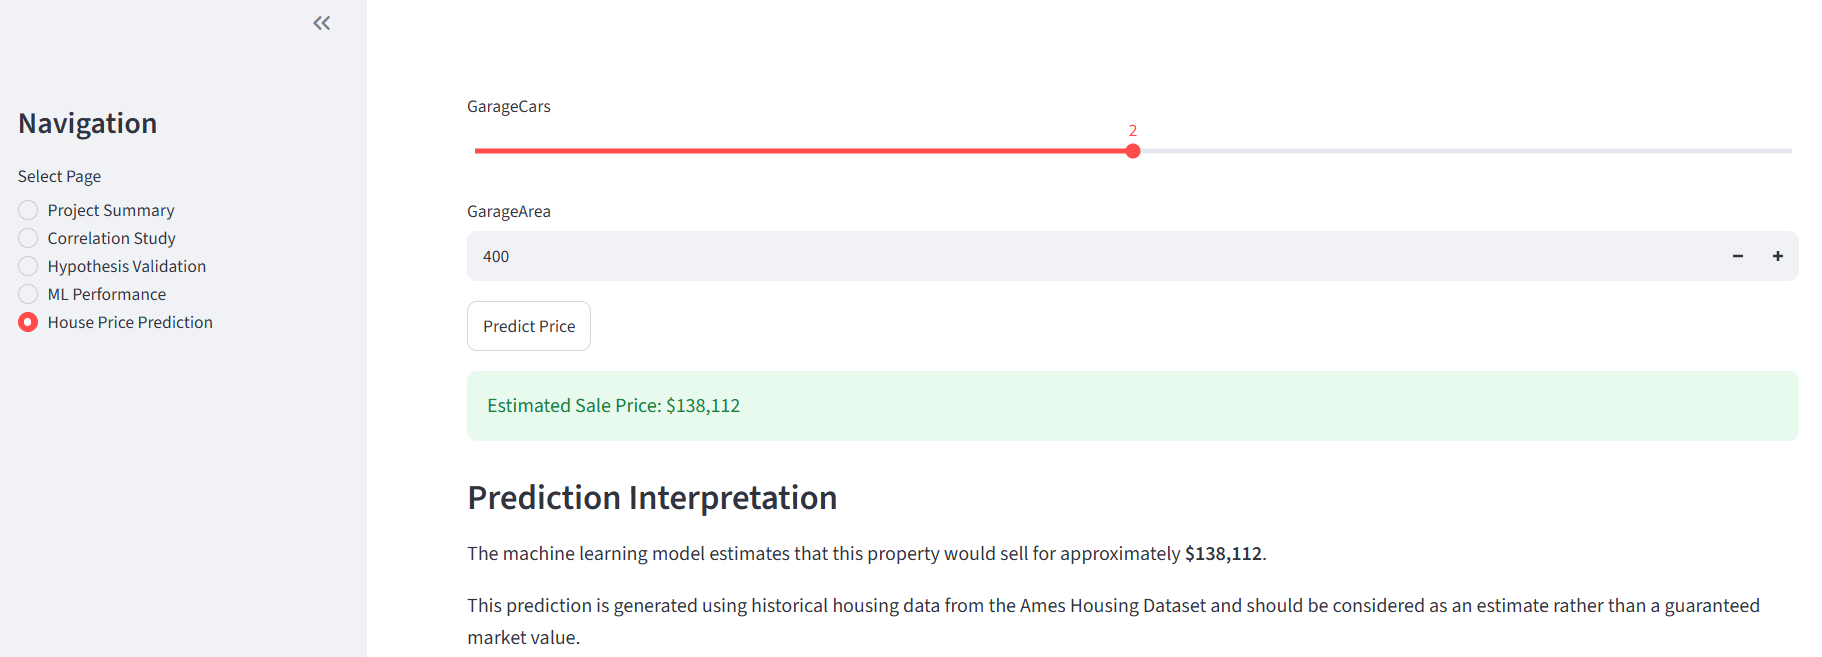 Navigation
Select Page
Project Summary
Correlation Study
Hypothesis Validation
ML Performance
House Price Prediction
GarageCars
2
GarageArea
400
Predict Price
Estimated Sale Price: $138,112
Prediction Interpretation
The machine learning model estimates that this property would sell for approximately $138,112.
This prediction is generated using historical housing data from the Ames Housing Dataset and should be considered as an estimate rather than a guaranteed
market value.